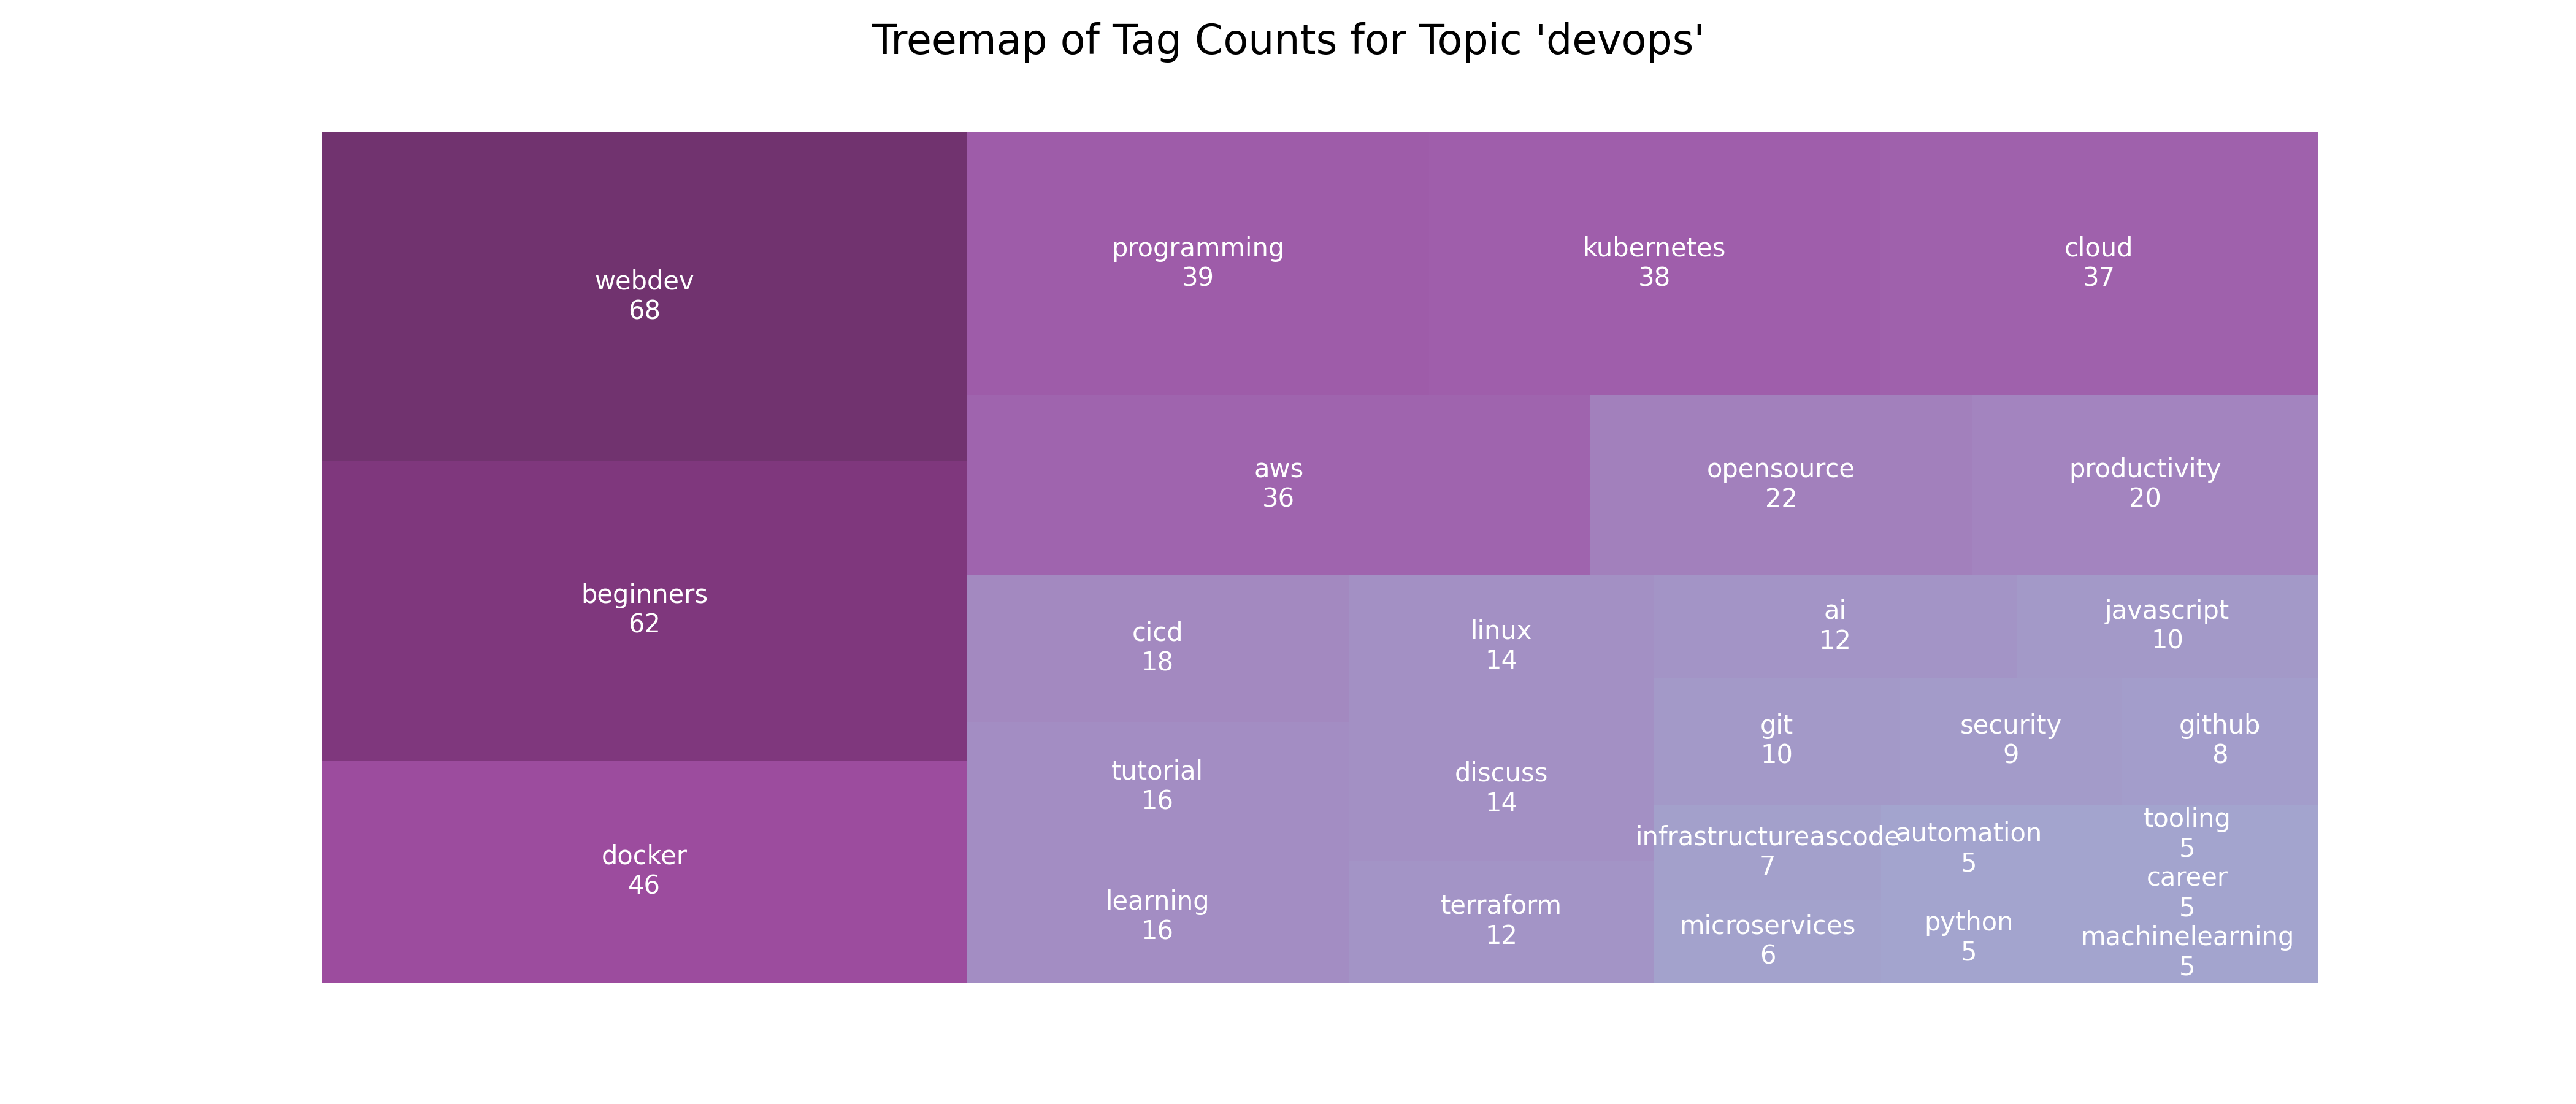 Treemap of Tag Counts for Topic 'devops'
webdev
68
beginners
62
docker
46
programming
39
kubernetes
38
cloud
37
aws
36
opensource
22
productivity
20
cicd
18
tutorial
16
learning
16
linux
14
discuss
14
terraform
12
ai
12
javascript
10
git
10
security
9
github
8
infrastructureascode
7
microservices
6
automation
5
python
5
tooling
5
career
5
machinelearning
5